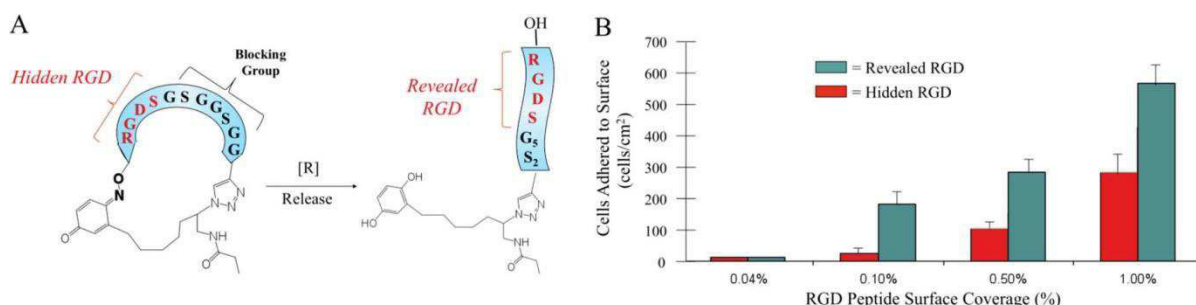 A
Hidden RGD
Blocking
Group
R G D S G S G G S G G
O
N
O
N
N
N
NH
O
[R]
Release
OH
Revealed
RGD
R
G
D
S
G5
S2
OH
HO
N
N
N
NH
O
B
Cells Adhered to Surface
(cells/cm²)
700
600
500
400
300
200
100
0
= Revealed RGD
= Hidden RGD
0.04% 0.10% 0.50% 1.00%
RGD Peptide Surface Coverage (%)